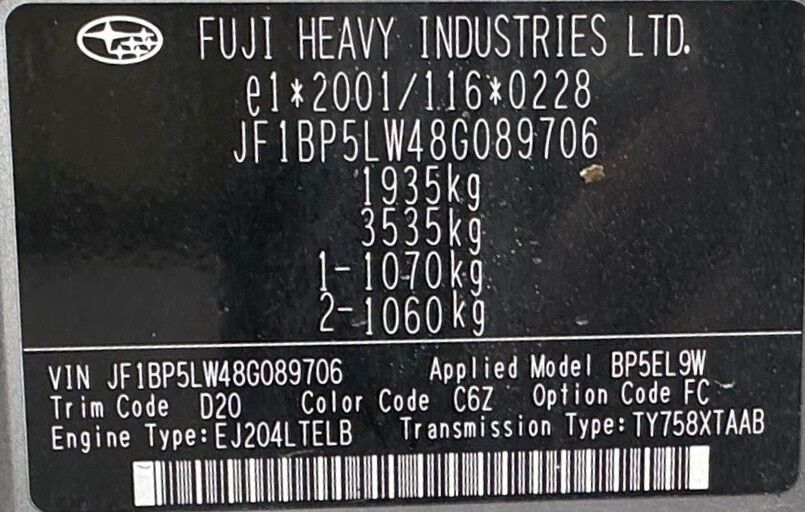 FUJI HEAVY INDUSTRIES LTD.
e1*2001/116*0228
JF1BP5LW48G089706
1935kg
3535kg
1-1070kg
2-1060kg
VIN JF1BP5LW48G089706 Applied Model BP5EL9W
Trim Code D20 Color Code C6Z Option Code FC
Engine Type:EJ204LTELB Transmission Type:TY758XTAAB